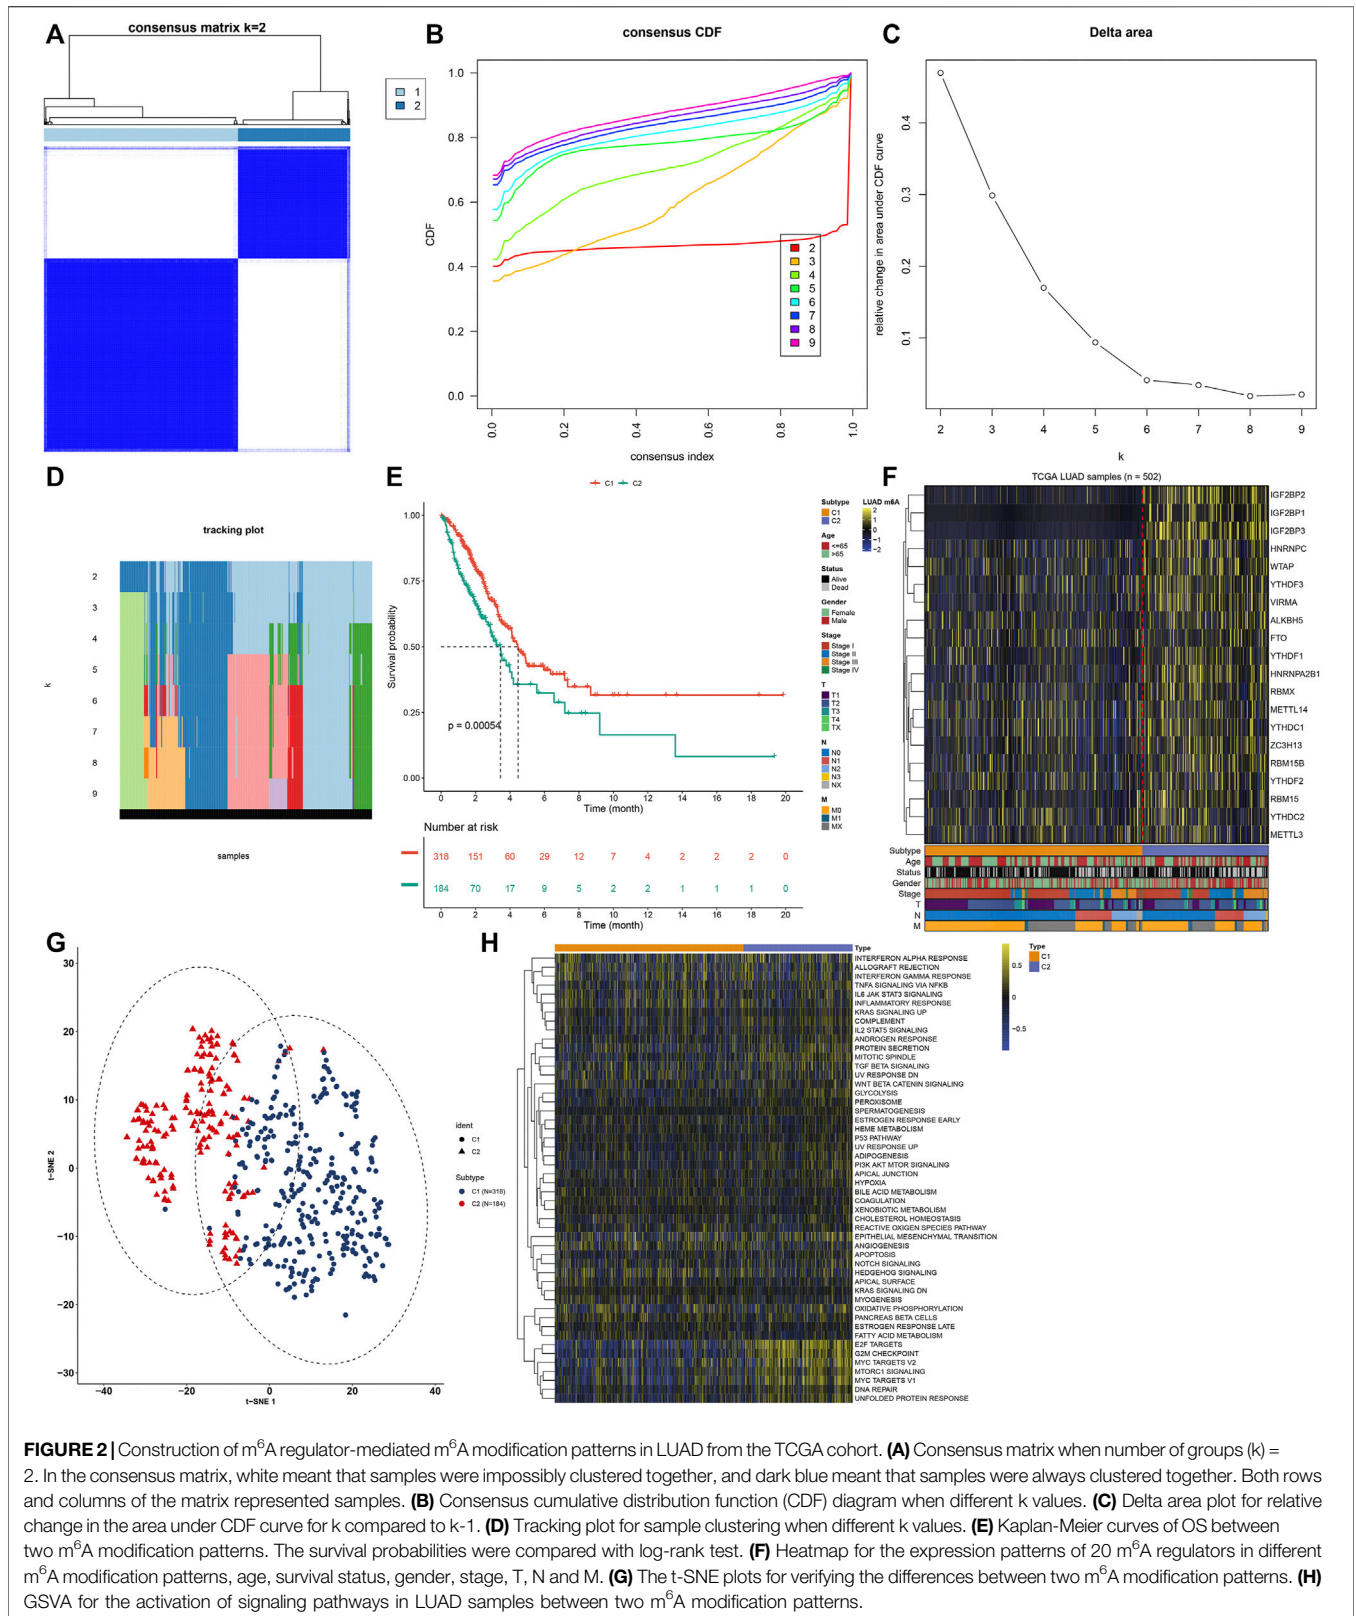 A
consensus matrix k=2
1
2
B
consensus CDF
1.0
0.8
0.6
0.4
0.2
0.0
CDF
0.0
0.2
0.4
0.6
0.8
1.0
consensus index
2
3
4
5
6
7
8
9
C
Delta area
relative change in area under CDF curve
0.4
0.3
0.2
0.1
2 3 4 5 6 7 8 9
k
D
tracking plot
k
2
3
4
5
6
7
8
9
samples
E
C1 C2
Survival probability
1.00
0.75
0.50
0.25
0.00
p = 0.00054
0 2 4 6 8 10 12 14 16 18 20
Time (month)
Number at risk
318 151 60 29 12 7 4 2 2 2 0
184 70 17 9 5 2 2 1 1 1 0
0 2 4 6 8 10 12 14 16 18 20
Time (month)
F
TCGA LUAD samples (n = 502)
Subtype
C1
C2
LUAD m6A
2
1
0
−1
−2
Age
<=65
>65
Status
Alive
Dead
Gender
Female
Male
Stage
Stage I
Stage II
Stage III
Stage IV
T
T1
T2
T3
T4
TX
N
N0
N1
N2
N3
NX
M
M0
M1
MX
IGF2BP2
IGF2BP1
IGF2BP3
HNRNPC
WTAP
YTHDF3
VIRMA
ALKBH5
FTO
YTHDF1
HNRNPA2B1
RBMX
METTL14
YTHDC1
ZC3H13
RBM15B
YTHDF2
RBM15
YTHDC2
METTL3
Subtype
Age
Status
Gender
Stage
T
N
M
G
t-SNE 2
30
20
10
0
−10
−20
−30
−40 −20 0 20 40
t-SNE 1
ident
C1
C2
Subtype
C1 (N=318)
C2 (N=184)
H
Type
INTERFERON ALPHA RESPONSE
ALLOGRAFT REJECTION
INTERFERON GAMMA RESPONSE
TNFA SIGNALING VIA NFKB
IL6 JAK STAT3 SIGNALING
INFLAMMATORY RESPONSE
KRAS SIGNALING UP
COMPLEMENT
IL2 STAT5 SIGNALING
ANDROGEN RESPONSE
PROTEIN SECRETION
MITOTIC SPINDLE
TGF BETA SIGNALING
UV RESPONSE DN
WNT BETA CATENIN SIGNALING
GLYCOLYSIS
PEROXISOME
SPERMATOGENESIS
ESTROGEN RESPONSE EARLY
HEME METABOLISM
P53 PATHWAY
UV RESPONSE UP
ADIPOGENESIS
PI3K AKT MTOR SIGNALING
APICAL JUNCTION
HYPOXIA
BILE ACID METABOLISM
COAGULATION
XENOBIOTIC METABOLISM
CHOLESTEROL HOMEOSTASIS
REACTIVE OXIGEN SPECIES PATHWAY
EPITHELIAL MESENCHYMAL TRANSITION
ANGIOGENESIS
APOPTOSIS
NOTCH SIGNALING
HEDGEHOG SIGNALING
APICAL SURFACE
KRAS SIGNALING DN
MYOGENESIS
OXIDATIVE PHOSPHORYLATION
PANCREAS BETA CELLS
ESTROGEN RESPONSE LATE
FATTY ACID METABOLISM
E2F TARGETS
G2M CHECKPOINT
MYC TARGETS V2
MTORC1 SIGNALING
MYC TARGETS V1
DNA REPAIR
UNFOLDED PROTEIN RESPONSE
0.5
0
−0.5
Type
C1
C2
FIGURE 2 | Construction of m⁶A regulator-mediated m⁶A modification patterns in LUAD from the TCGA cohort. (A) Consensus matrix when number of groups (k) =
2. In the consensus matrix, white meant that samples were impossibly clustered together, and dark blue meant that samples were always clustered together. Both rows
and columns of the matrix represented samples. (B) Consensus cumulative distribution function (CDF) diagram when different k values. (C) Delta area plot for relative
change in the area under CDF curve for k compared to k-1. (D) Tracking plot for sample clustering when different k values. (E) Kaplan-Meier curves of OS between
two m⁶A modification patterns. The survival probabilities were compared with log-rank test. (F) Heatmap for the expression patterns of 20 m⁶A regulators in different
m⁶A modification patterns, age, survival status, gender, stage, T, N and M. (G) The t-SNE plots for verifying the differences between two m⁶A modification patterns. (H)
GSVA for the activation of signaling pathways in LUAD samples between two m⁶A modification patterns.